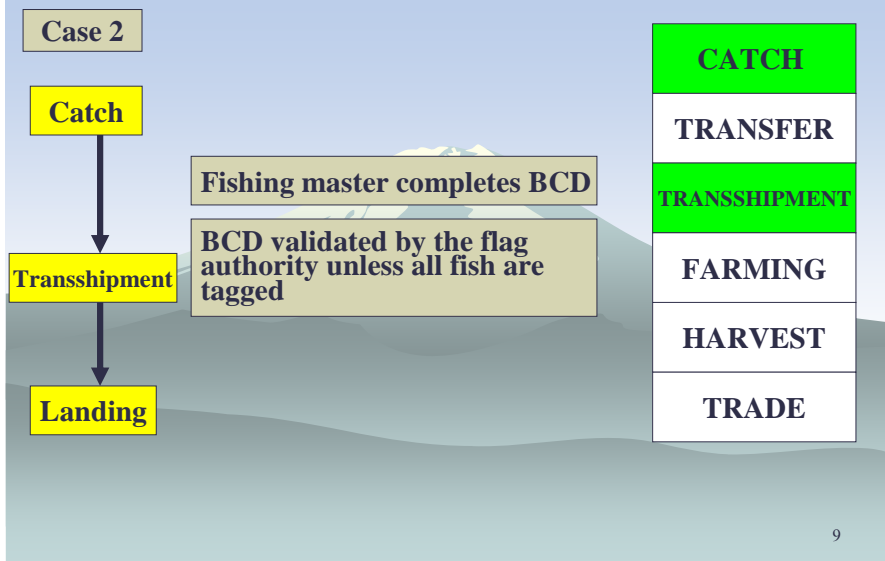 Case 2
Catch
Transshipment
Landing
Fishing master completes BCD
BCD validated by the flag
authority unless all fish are
tagged
CATCH
TRANSFER
TRANSSHIPMENT
FARMING
HARVEST
TRADE
9